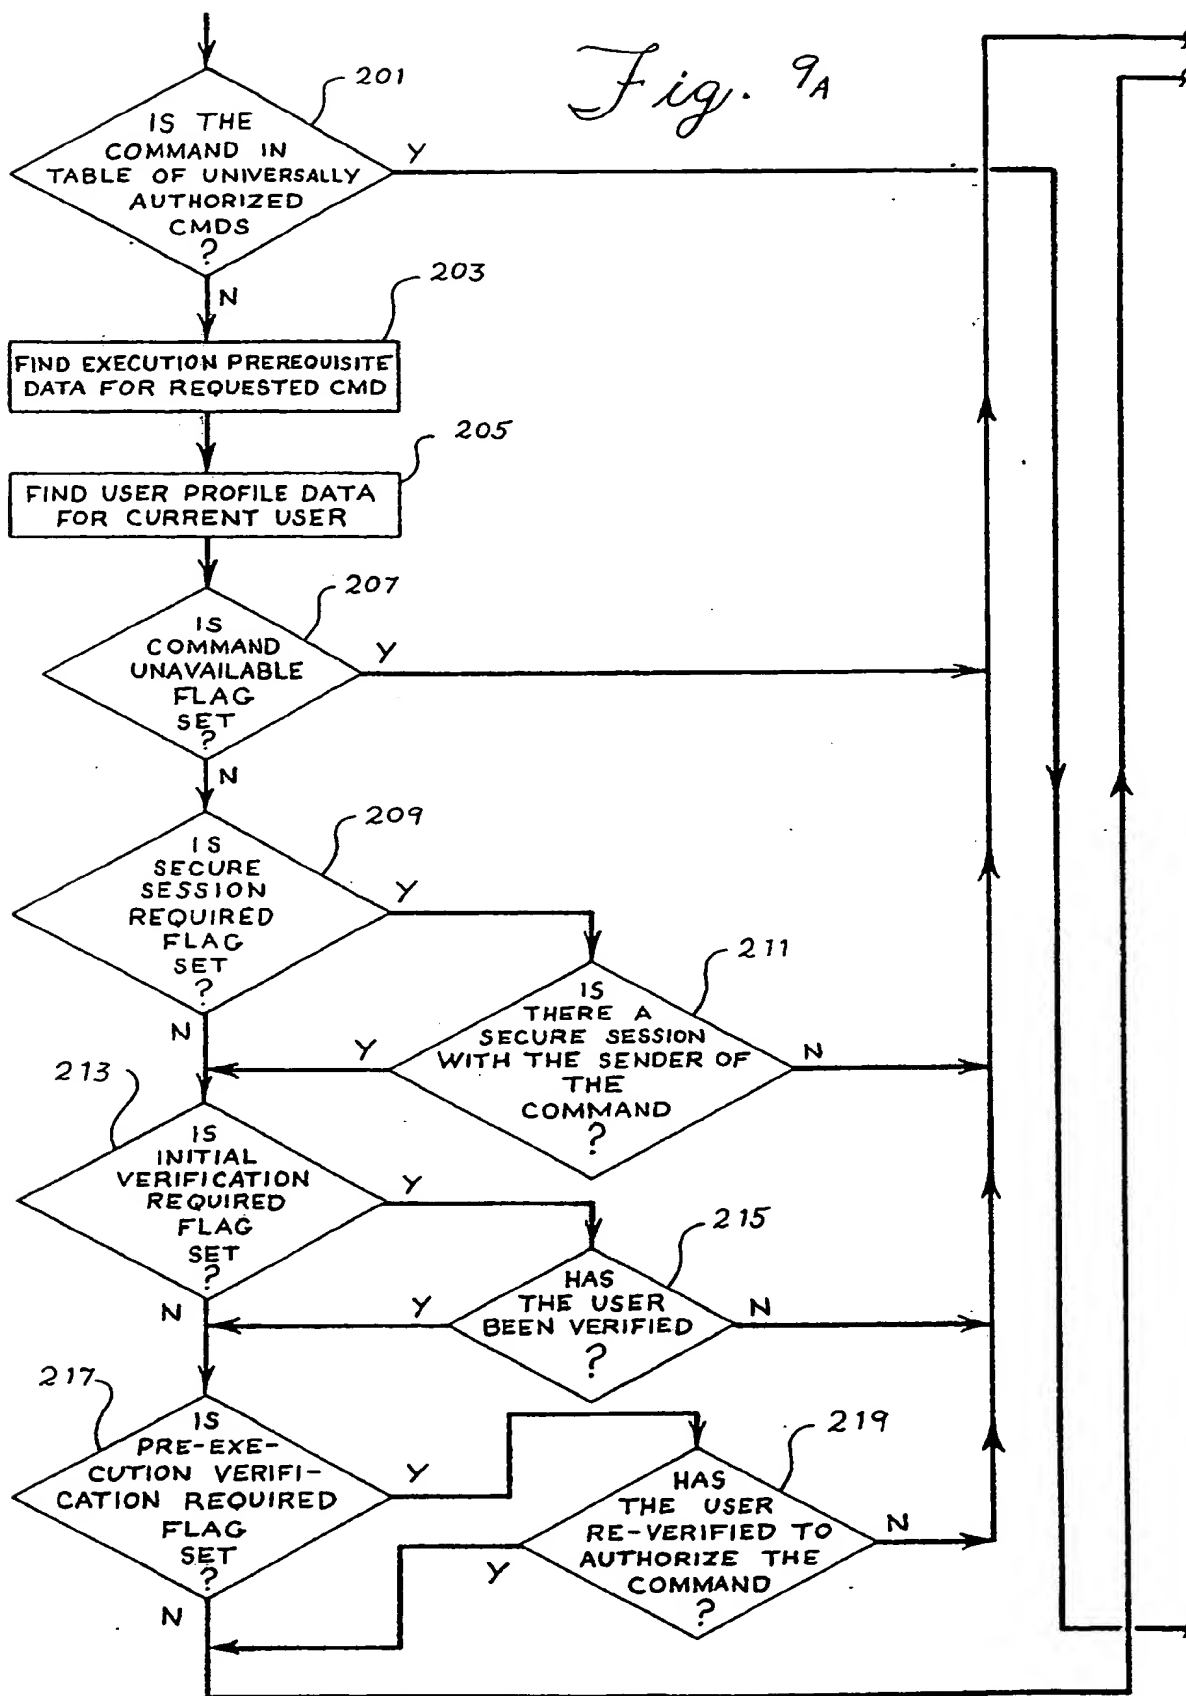 Fig. 9A
201
IS THE
COMMAND IN
TABLE OF UNIVERSALLY
AUTHORIZED
CMDS
?
Y
N
203
FIND EXECUTION PREREQUISITE
DATA FOR REQUESTED CMD
205
FIND USER PROFILE DATA
FOR CURRENT USER
207
IS
COMMAND
UNAVAILABLE
FLAG
SET
?
Y
N
209
IS
SECURE
SESSION
REQUIRED
FLAG
SET
?
Y
N
211
IS
THERE A
SECURE SESSION
WITH THE SENDER OF
THE
COMMAND
?
Y
N
213
IS
INITIAL
VERIFICATION
REQUIRED
FLAG
SET
?
Y
N
215
HAS
THE USER
BEEN VERIFIED
?
Y
N
217
IS
PRE-EXE-
CUTION VERIFI-
CATION REQUIRED
FLAG
SET
?
Y
N
219
HAS
THE USER
RE-VERIFIED TO
AUTHORIZE THE
COMMAND
?
Y
N